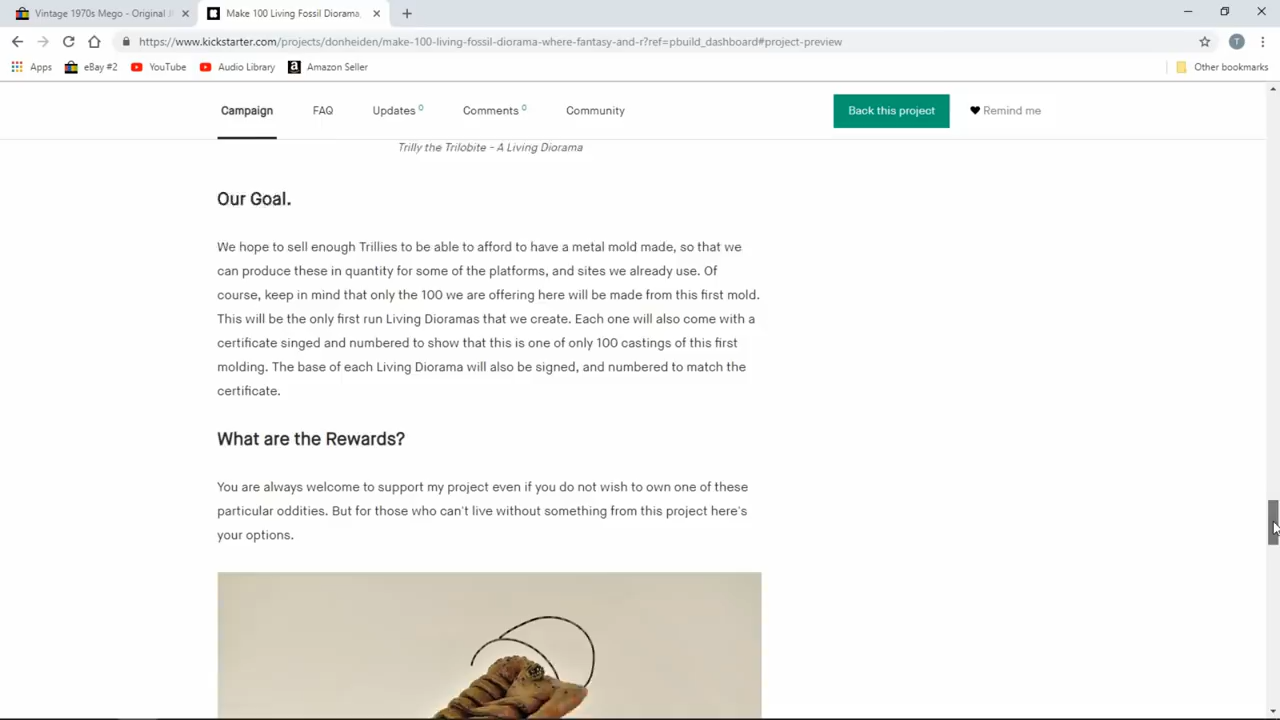 Vintage 1970s Mego - Original J
Make 100 Living Fossil Diorama,
https://www.kickstarter.com/projects/donheiden/make-100-living-fossil-diorama-where-fantasy-and-r?ref=pbuild_dashboard#project-preview
T
Apps eBay #2 YouTube Audio Library Amazon Seller Other bookmarks
Campaign FAQ Updates 0 Comments 0 Community Back this project Remind me
Trilly the Trilobite - A Living Diorama
Our Goal.
We hope to sell enough Trillies to be able to afford to have a metal mold made, so that we
can produce these in quantity for some of the platforms, and sites we already use. Of
course, keep in mind that only the 100 we are offering here will be made from this first mold.
This will be the only first run Living Dioramas that we create. Each one will also come with a
certificate singed and numbered to show that this is one of only 100 castings of this first
molding. The base of each Living Diorama will also be signed, and numbered to match the
certificate.
What are the Rewards?
You are always welcome to support my project even if you do not wish to own one of these
particular oddities. But for those who can't live without something from this project here's
your options.